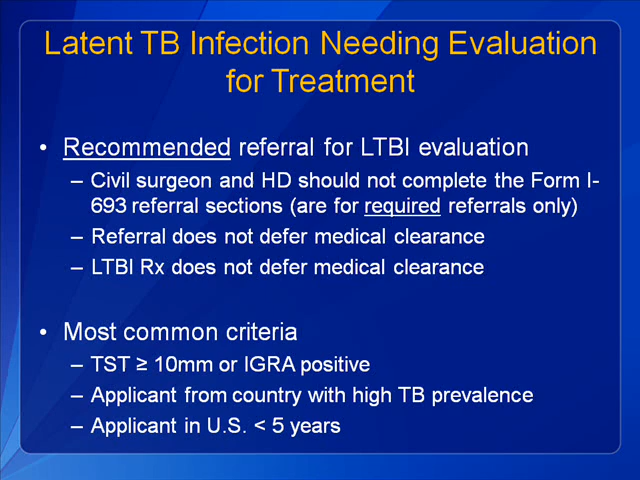 Latent TB Infection Needing Evaluation
for Treatment
• Recommended referral for LTBI evaluation
– Civil surgeon and HD should not complete the Form I-
693 referral sections (are for required referrals only)
– Referral does not defer medical clearance
– LTBI Rx does not defer medical clearance
• Most common criteria
– TST ≥ 10mm or IGRA positive
– Applicant from country with high TB prevalence
– Applicant in U.S. < 5 years